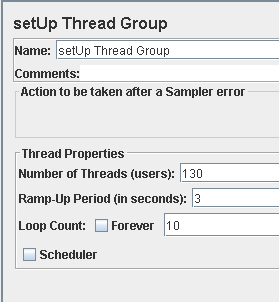 setUp Thread Group
Name: setUp Thread Group
Comments:
Action to be taken after a Sampler error
Thread Properties
Number of Threads (users): 130
Ramp-Up Period (in seconds): 3
Loop Count: Forever 10
Scheduler